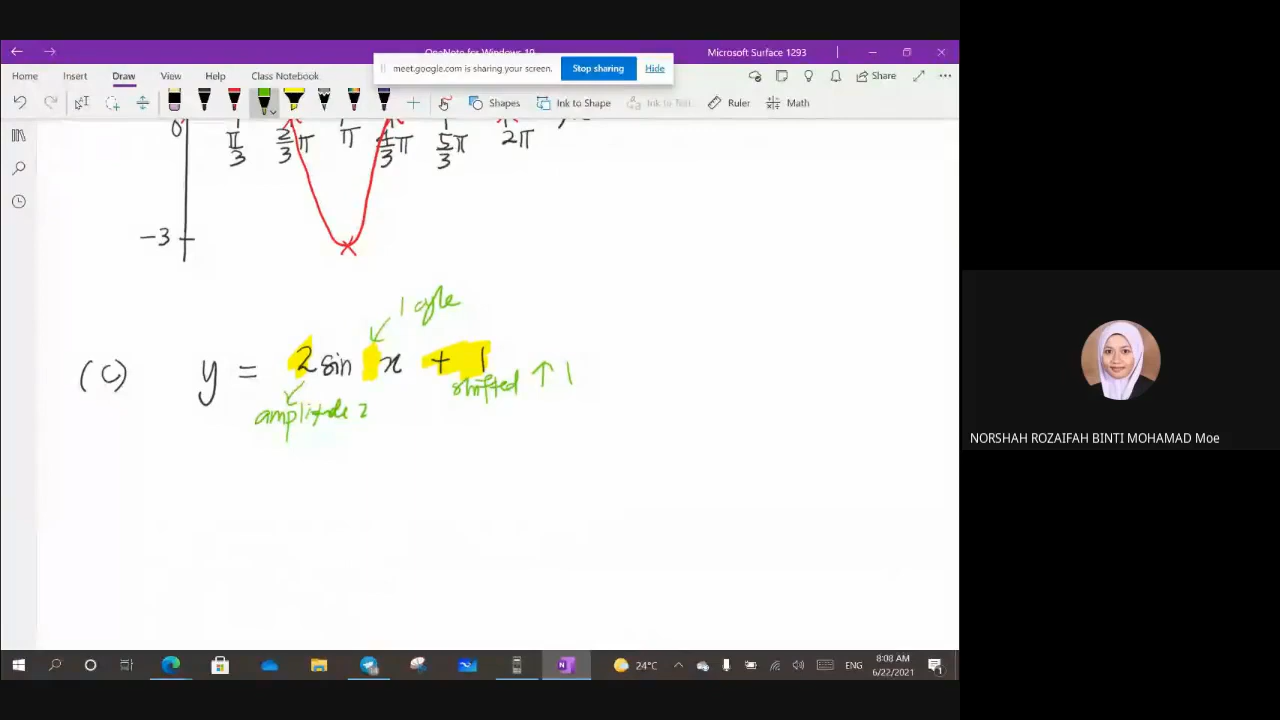 OneNote for Windows 10
Microsoft Surface 1293
meet.google.com is sharing your screen.
Stop sharing
Hide
Home Insert Draw View Help Class Notebook
Share
Shapes Ink to Shape Ink to Text Ruler Math
0 π/3 2/3 π π 4/3 π 5/3 π 2π
-3
1 cycle
(c) y = 2 sin x + 1
shifted ↑ 1
amplitude 2
NORSHAH ROZAIFAH BINTI MOHAMAD Moe
24°C
ENG
8:08 AM
6/22/2021
1